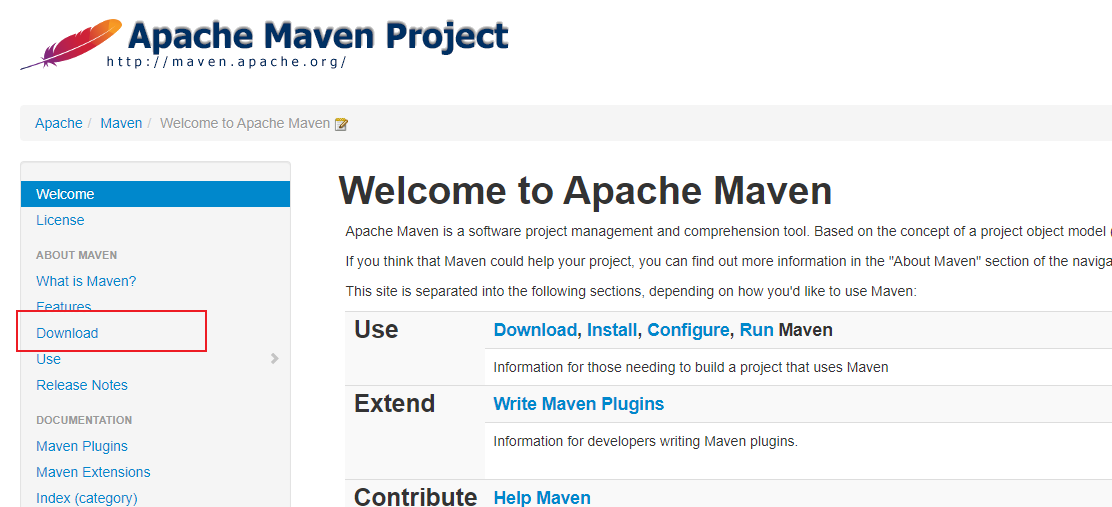 Apache Maven Project
http://maven.apache.org/
Apache / Maven / Welcome to Apache Maven
Welcome
License
ABOUT MAVEN
What is Maven?
Features
Download
Use
Release Notes
DOCUMENTATION
Maven Plugins
Maven Extensions
Index (category)
Welcome to Apache Maven
Apache Maven is a software project management and comprehension tool. Based on the concept of a project object model (
If you think that Maven could help your project, you can find out more information in the "About Maven" section of the naviga
This site is separated into the following sections, depending on how you'd like to use Maven:
Use
Download, Install, Configure, Run Maven
Information for those needing to build a project that uses Maven
Extend
Write Maven Plugins
Information for developers writing Maven plugins.
Contribute
Help Maven